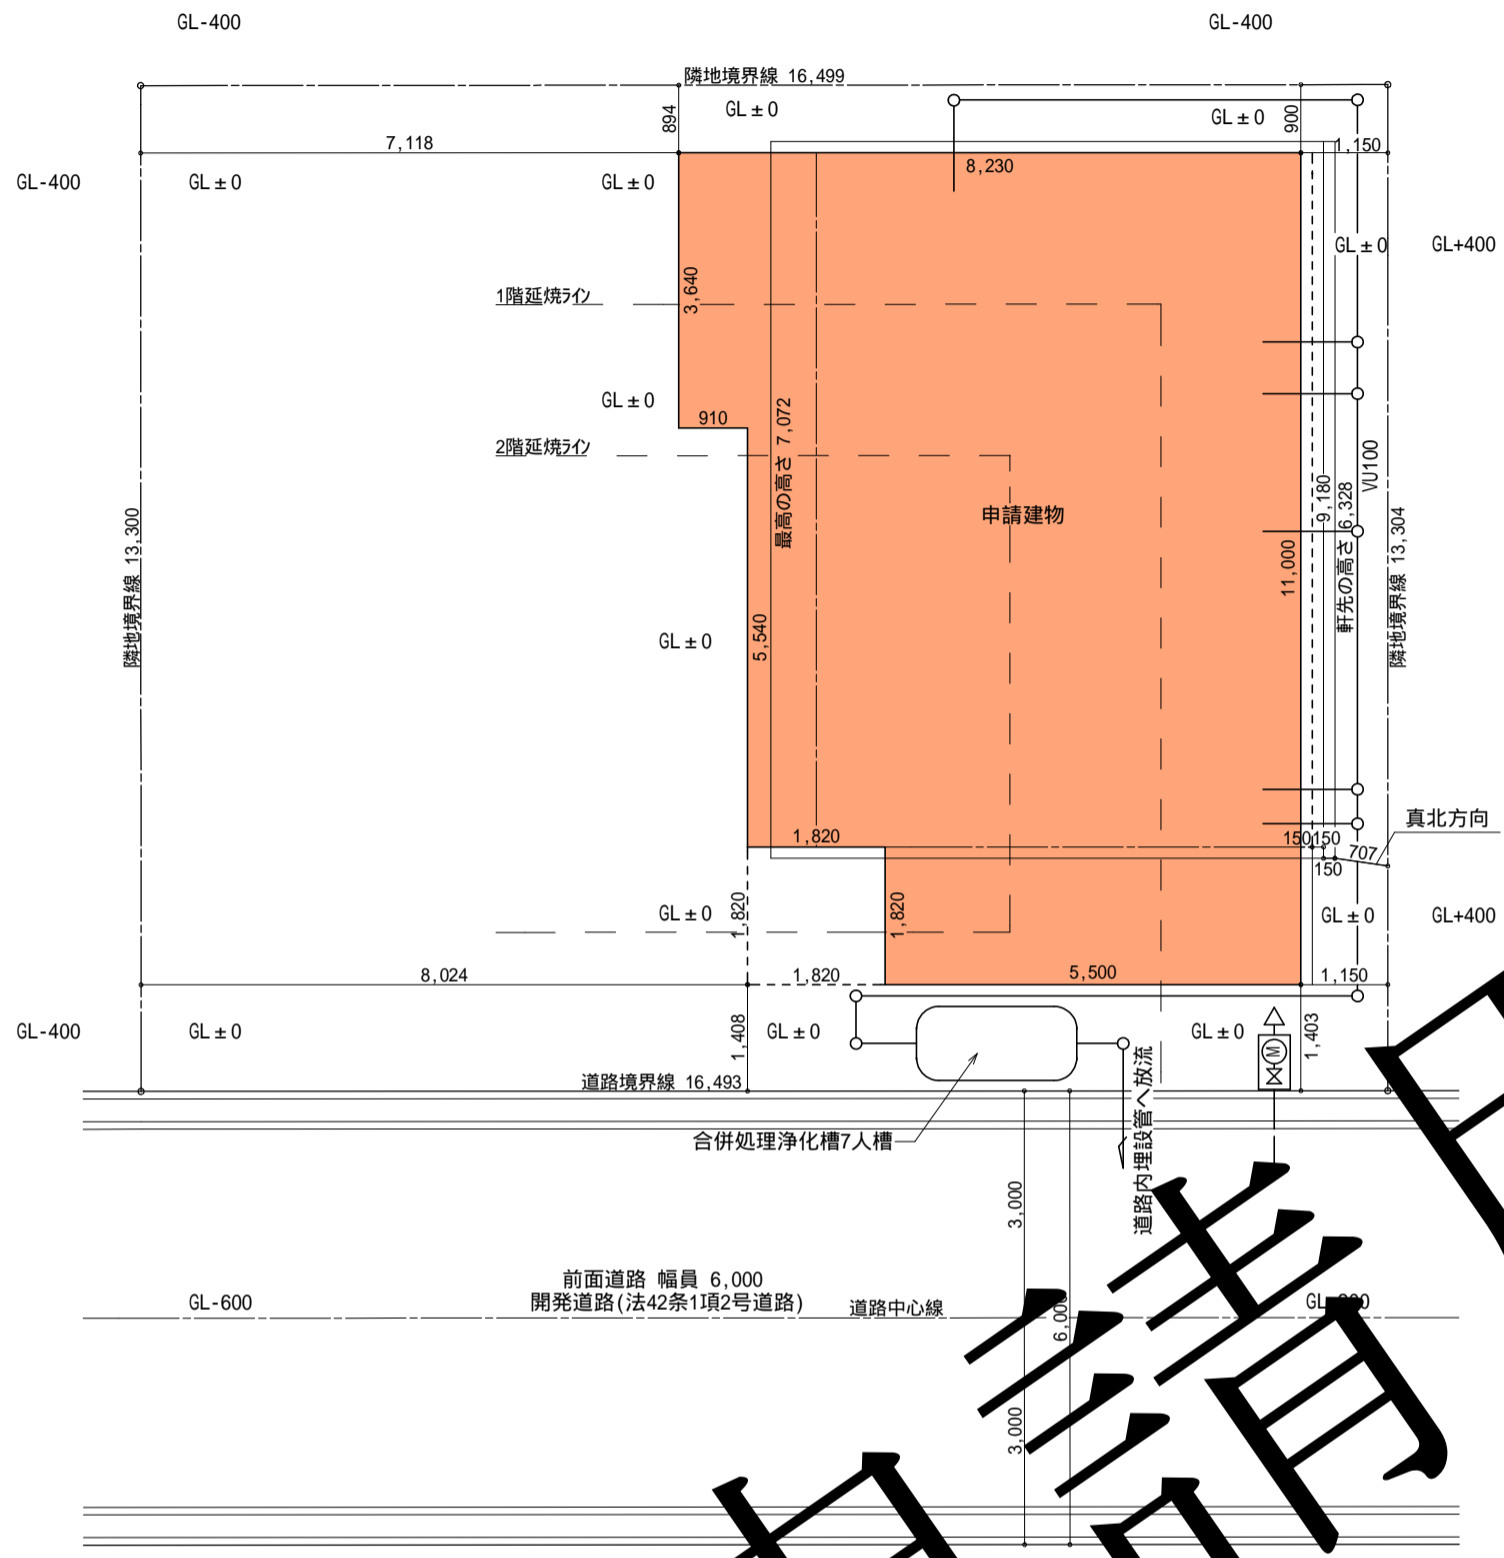 GL-400
GL-400
隣地境界線 16,499
894
GL±0
GL±0
900
7,118
1,150
8,230
GL-400
GL±0
GL±0
GL±0
GL+400
3,640
1階延焼ライン
GL±0
910
最高の高さ 7,072
2階延焼ライン
VU100
9,180
軒先の高さ 6,328
申請建物
隣地境界線 13,300
隣地境界線 13,304
11,000
5,540
GL±0
真北方向
1,820
150
150
707
150
GL±0
1,820
1,820
GL±0
GL+400
8,024
1,820
5,500
1,150
GL-400
GL±0
1,408
GL±0
GL±0
M
1,403
道路境界線 16,493
合併処理浄化槽7人槽
道路内埋設管へ放流
3,000
前面道路 幅員 6,000
開発道路(法42条1項2号道路)
GL-600
道路中心線
6,000
3,000